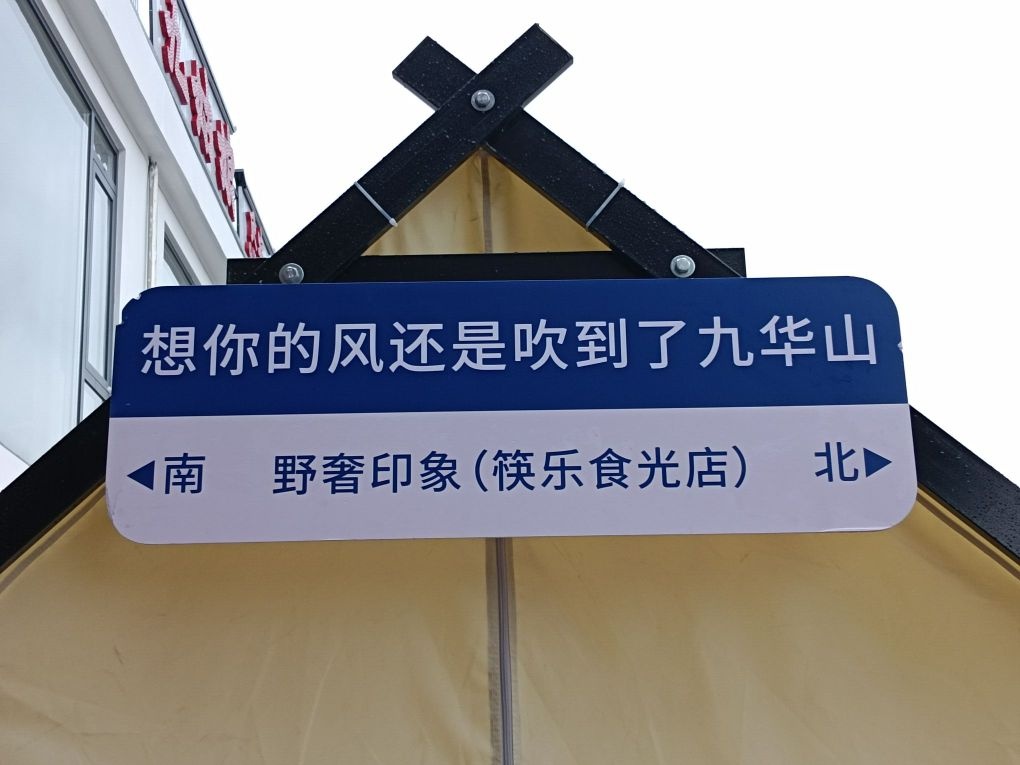 想你的风还是吹到了九华山
◀南 野奢印象(筷乐食光店) 北▶